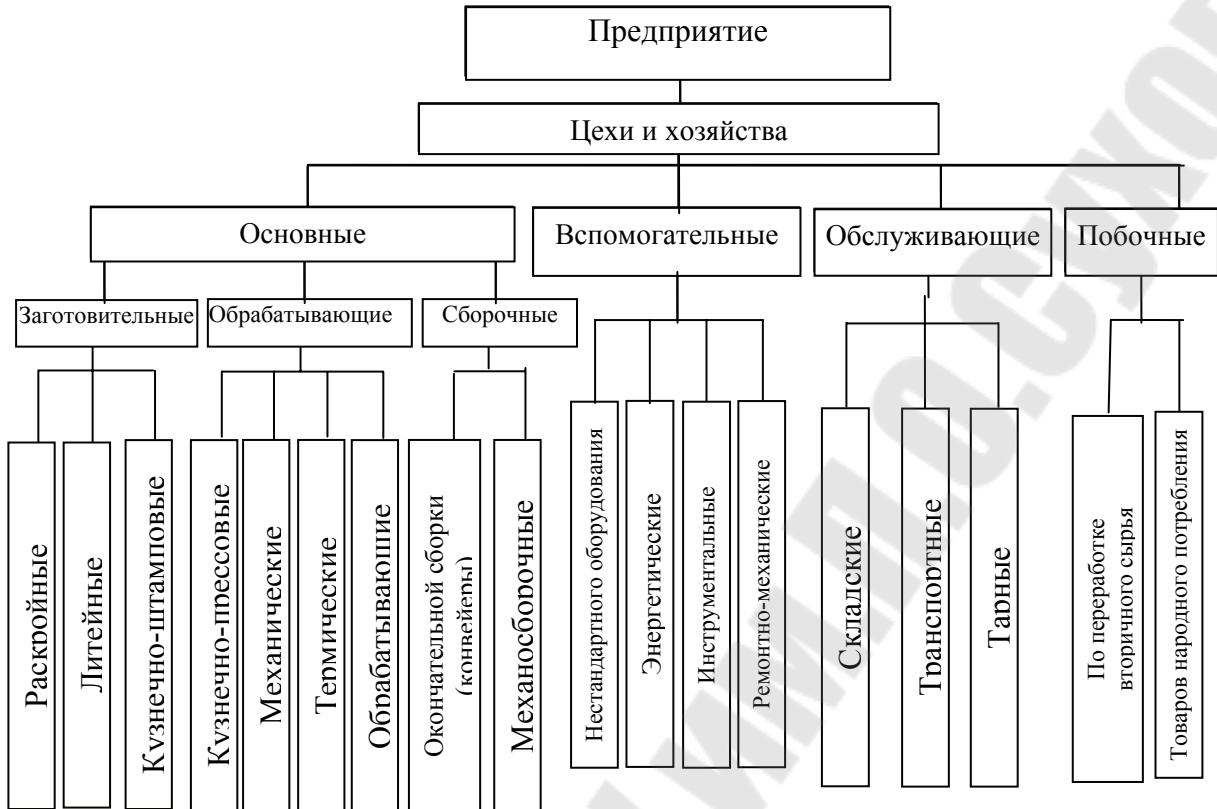 Предприятие
Цехи и хозяйства
Основные
Вспомогательные
Обслуживающие
Побочные
Заготовительные
Обрабатывающие
Сборочные
Раскройные
Литейные
Кузнечно-штамповые
Кузнечно-прессовые
Механические
Термические
Обрабатывающие
Окончательной сборки
(конвейеры)
Механосборочные
Нестандартного оборудования
Энергетические
Инструментальные
Ремонтно-механические
Складские
Транспортные
Тарные
По переработке
вторичного сырья
Товаров народного потребления